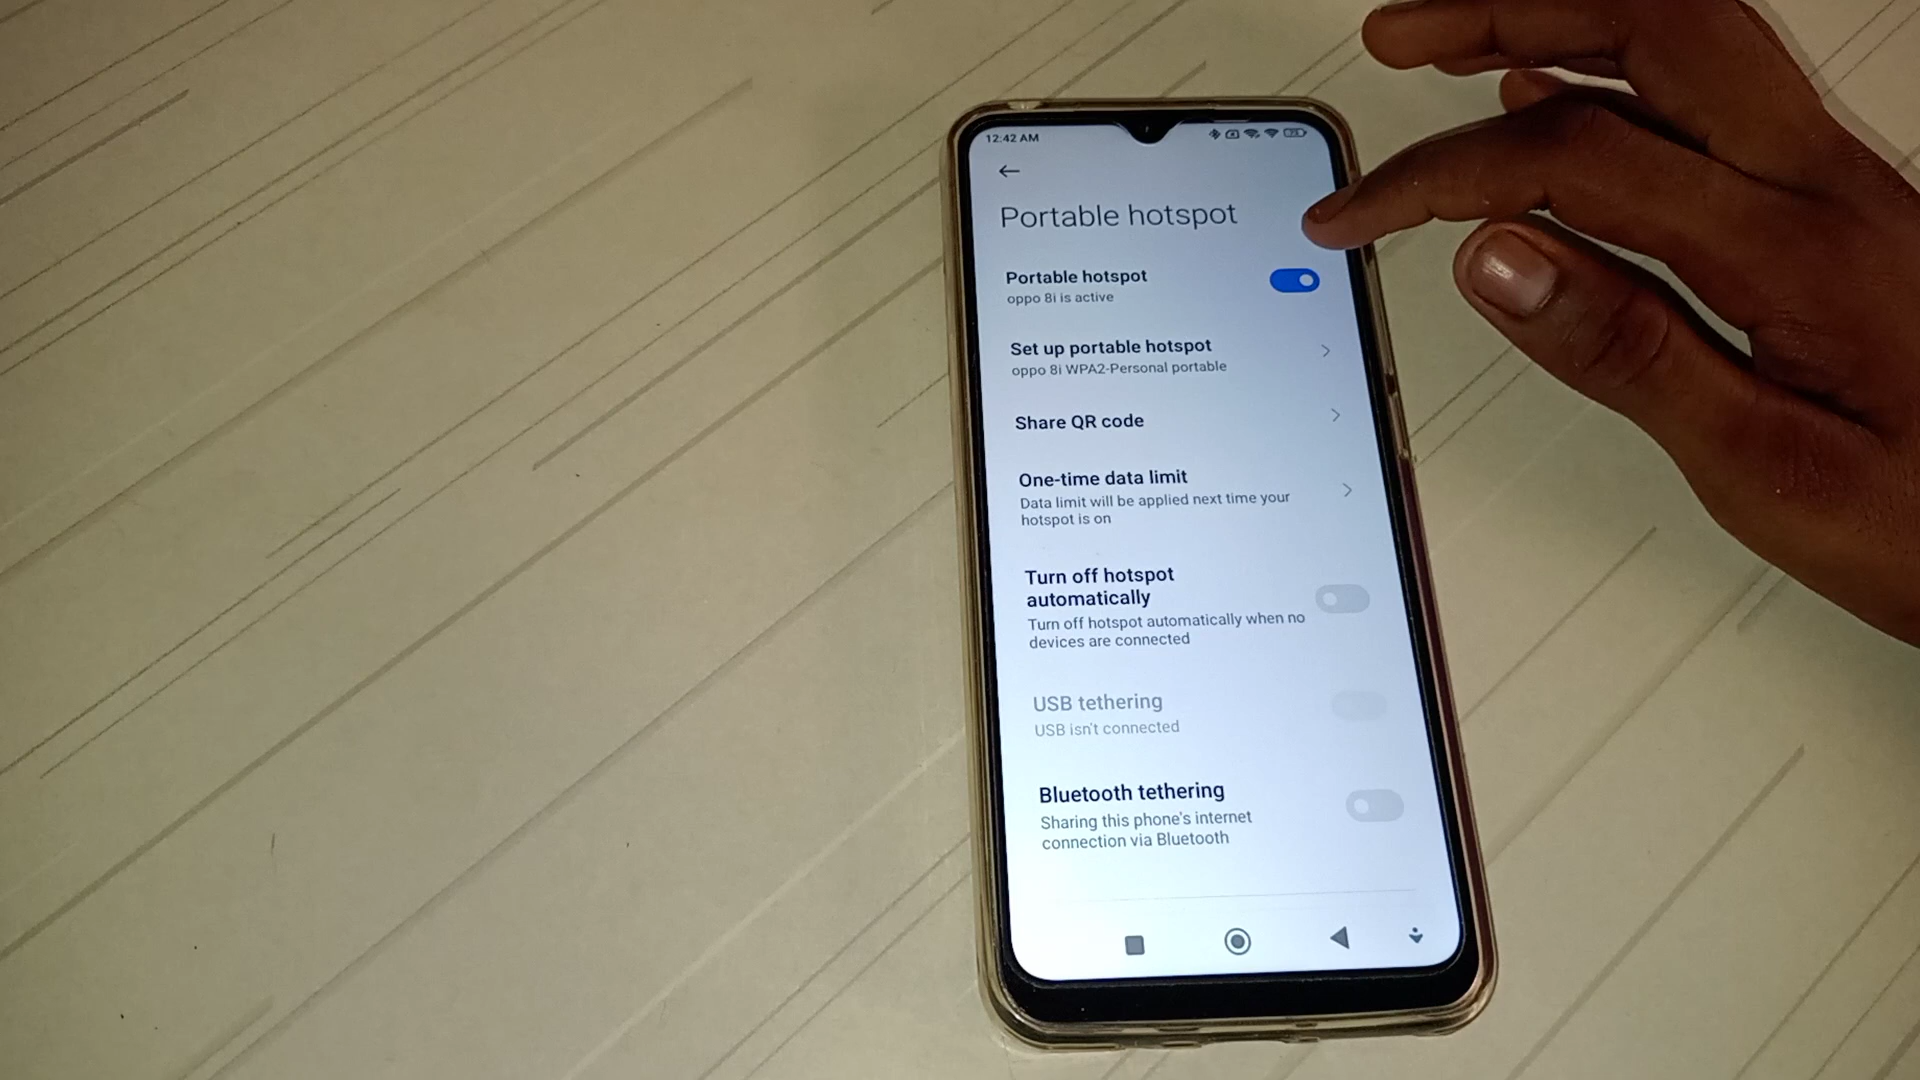 12:42 AM
Portable hotspot
Portable hotspot
oppo 8i is active
Set up portable hotspot
oppo 8i WPA2-Personal portable
Share QR code
One-time data limit
Data limit will be applied next time your
hotspot is on
Turn off hotspot
automatically
Turn off hotspot automatically when no
devices are connected
USB tethering
USB isn't connected
Bluetooth tethering
Sharing this phone's internet
connection via Bluetooth